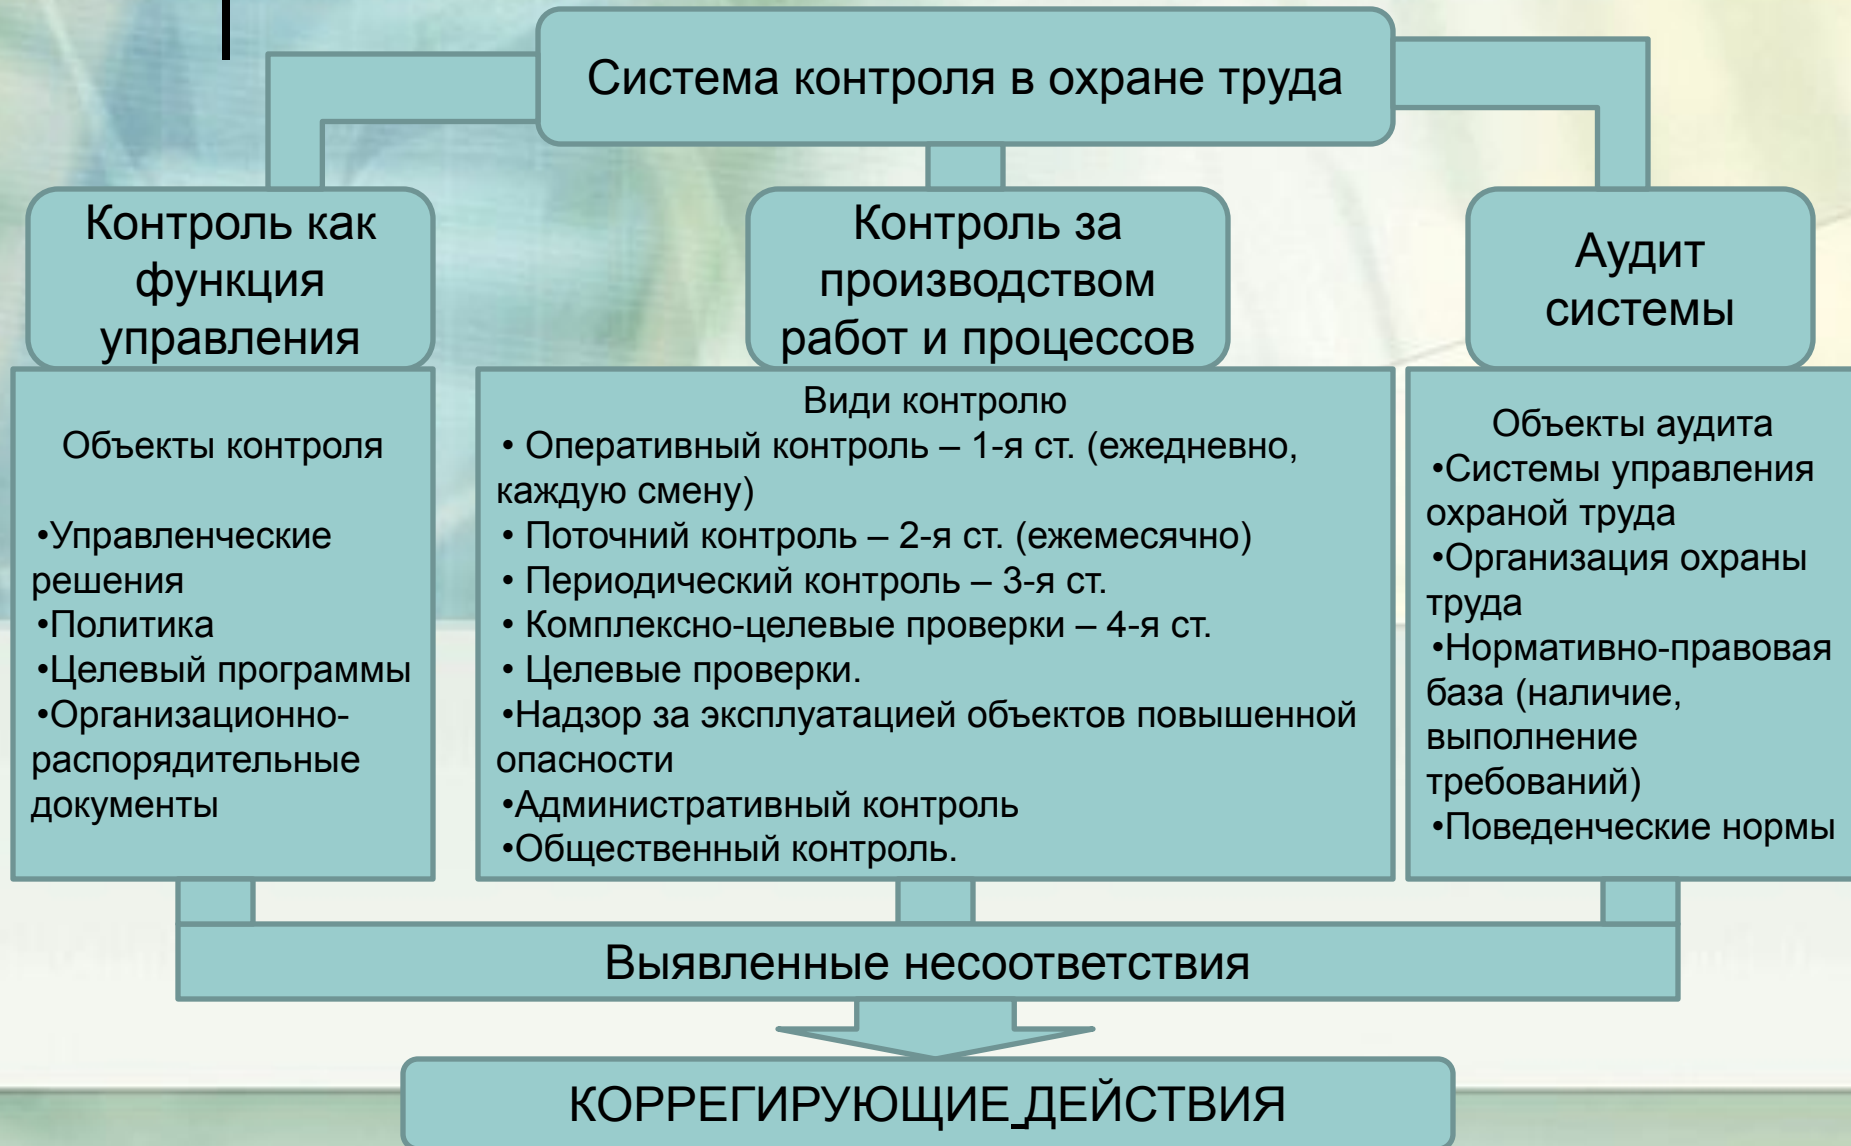 Система контроля в охране труда
Контроль как
функция
управления
Контроль за
производством
работ и процессов
Аудит
системы
Объекты контроля
•Управленческие
решения
•Политика
•Целевый программы
•Организационно-
распорядительные
документы
Види контролю
• Оперативный контроль – 1-я ст. (ежедневно,
каждую смену)
• Поточний контроль – 2-я ст. (ежемесячно)
• Периодический контроль – 3-я ст.
• Комплексно-целевые проверки – 4-я ст.
• Целевые проверки.
•Надзор за эксплуатацией объектов повышенной
опасности
•Административный контроль
•Общественный контроль.
Объекты аудита
•Системы управления
охраной труда
•Организация охраны
труда
•Нормативно-правовая
база (наличие,
выполнение
требований)
•Поведенческие нормы
Выявленные несоответствия
КОРРЕГИРУЮЩИЕ ДЕЙСТВИЯ